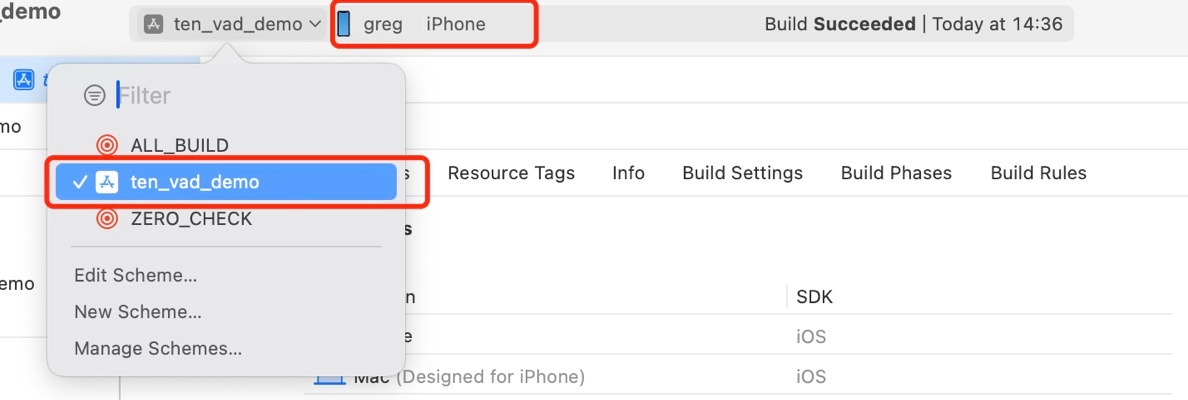 _demo
ten_vad_demo
greg iPhone
Build Succeeded | Today at 14:36
Filter
mo
ALL_BUILD
ten_vad_demo
ZERO_CHECK
s Resource Tags Info Build Settings Build Phases Build Rules
s
Edit Scheme...
emo
New Scheme...
n SDK
e iOS
Manage Schemes...
Mac (Designed for iPhone) iOS